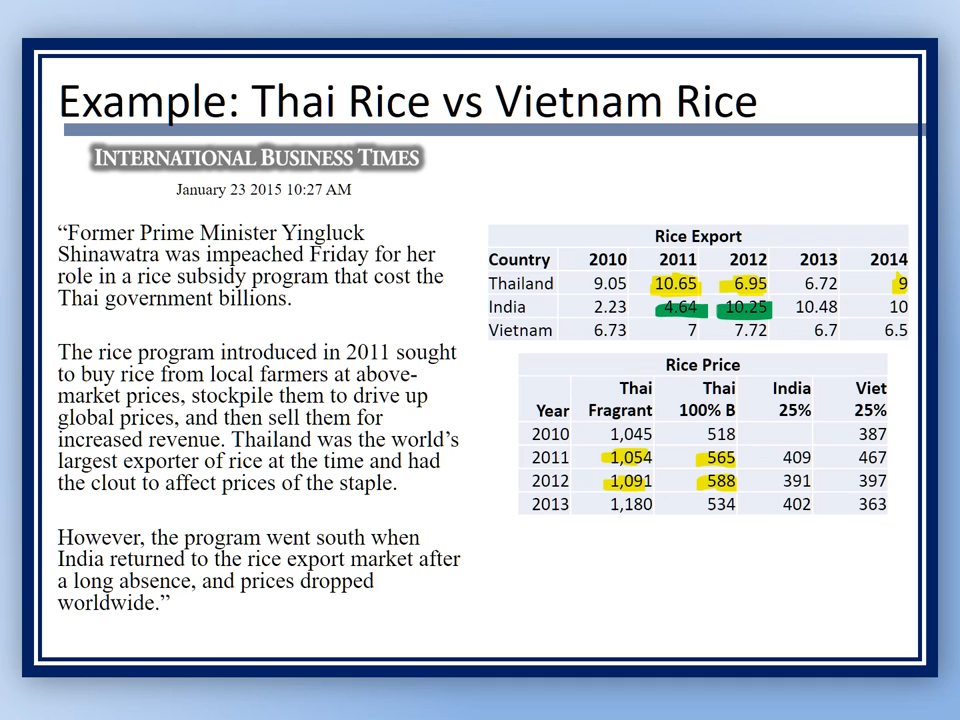 Example: Thai Rice vs Vietnam Rice
INTERNATIONAL BUSINESS TIMES
January 23 2015 10:27 AM
“Former Prime Minister Yingluck
Shinawatra was impeached Friday for her
role in a rice subsidy program that cost the
Thai government billions.
The rice program introduced in 2011 sought
to buy rice from local farmers at above-
market prices, stockpile them to drive up
global prices, and then sell them for
increased revenue. Thailand was the world’s
largest exporter of rice at the time and had
the clout to affect prices of the staple.
However, the program went south when
India returned to the rice export market after
a long absence, and prices dropped
worldwide.”
Rice Export
Country 2010 2011 2012 2013 2014
Thailand 9.05 10.65 6.95 6.72 9
India 2.23 4.64 10.25 10.48 10
Vietnam 6.73 7 7.72 6.7 6.5
Rice Price
Thai Thai India Viet
Year Fragrant 100% B 25% 25%
2010 1,045 518 387
2011 1,054 565 409 467
2012 1,091 588 391 397
2013 1,180 534 402 363